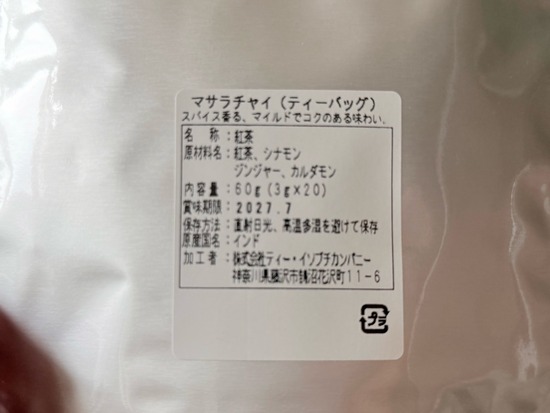 マサラチャイ（ティーバッグ）
スパイス香る、マイルドでコクのある味わい。
名　称：紅茶
原材料名：紅茶、シナモン
ジンジャー、カルダモン
内容量：60g（3g×20）
賞味期限：2027.7
保存方法：直射日光、高温多湿を避けて保存
原産国名：インド
加工者：株式会社ティー・イソブチカンパニー
神奈川県藤沢市鵠沼花沢町11-6
プラ